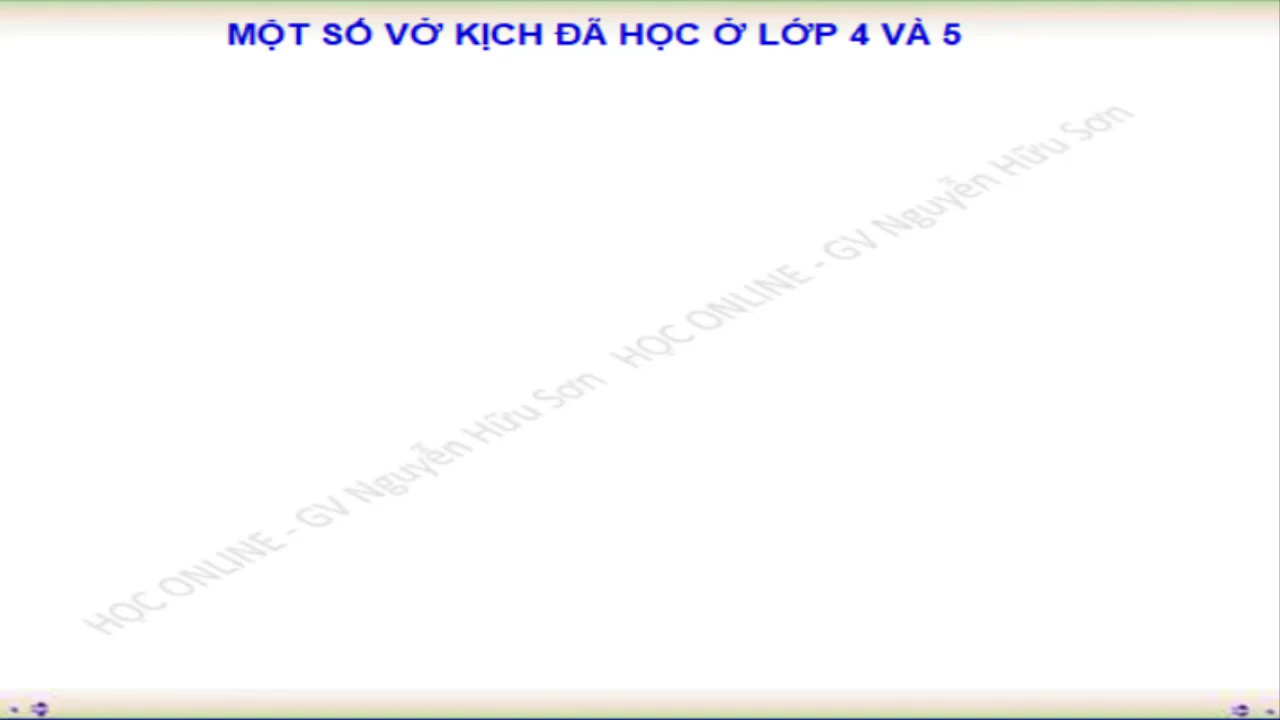 MỘT SỐ VỞ KỊCH ĐÃ HỌC Ở LỚP 4 VÀ 5
HỌC ONLINE - GV Nguyễn Hữu Sơn HỌC ONLINE - GV Nguyễn Hữu Sơn